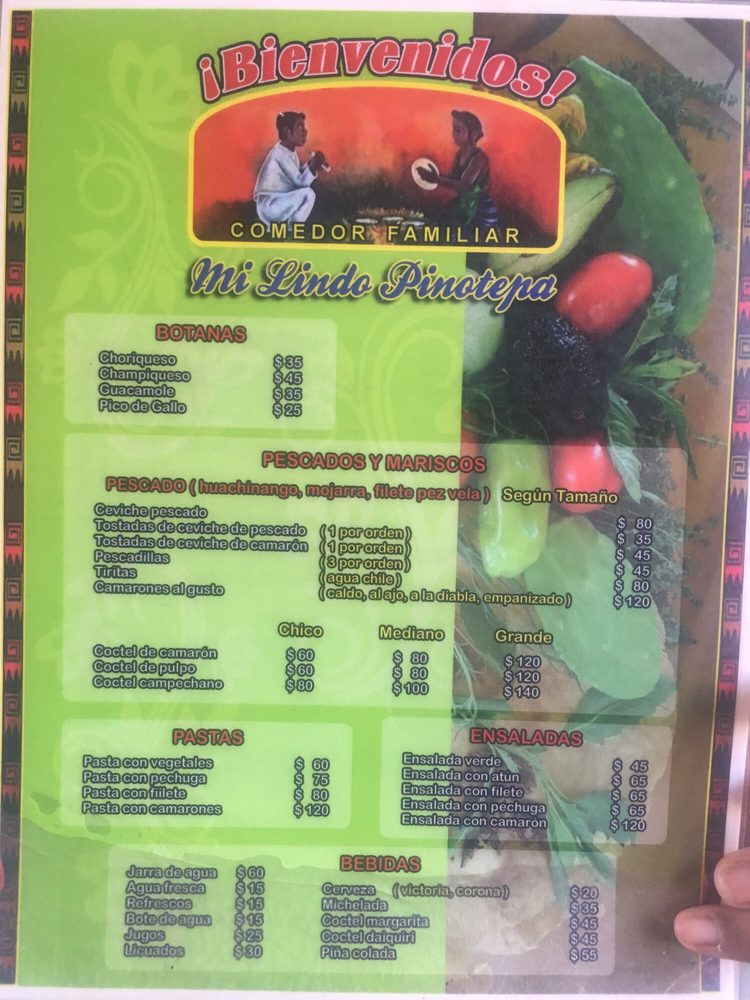 ¡Bienvenidos!
COMEDOR FAMILIAR
Mi Lindo Pinotepa
BOTANAS
Choriqueso $ 35
Champiqueso $ 45
Guacamole $ 35
Pico de Gallo $ 25
PESCADOS Y MARISCOS
PESCADO ( huachinango, mojarra, filete pez vela ) Según Tamaño
Ceviche pescado $ 80
Tostadas de ceviche de pescado ( 1 por orden ) $ 35
Tostadas de ceviche de camarón ( 1 por orden ) $ 45
Pescadillas ( 3 por orden ) $ 45
Tiritas ( agua chile ) $ 80
Camarones al gusto ( caldo, al ajo, a la diabla, empanizado ) $ 120
Chico Mediano Grande
Coctel de camarón $ 60 $ 80 $ 120
Coctel de pulpo $ 60 $ 80 $ 120
Coctel campechano $ 80 $ 100 $ 140
PASTAS
Pasta con vegetales $ 60
Pasta con pechuga $ 75
Pasta con fiilete $ 80
Pasta con camarones $ 120
ENSALADAS
Ensalada verde $ 45
Ensalada con atún $ 65
Ensalada con filete $ 65
Ensalada con pechuga $ 65
Ensalada con camarón $ 120
BEBIDAS
Jarra de agua $ 60
Agua fresca $ 15
Refrescos $ 15
Bote de agua $ 15
Jugos $ 25
Licuados $ 30
Cerveza ( victoria, corona ) $ 20
Michelada $ 35
Coctel margarita $ 45
Coctel daiquiri $ 45
Piña colada $ 55